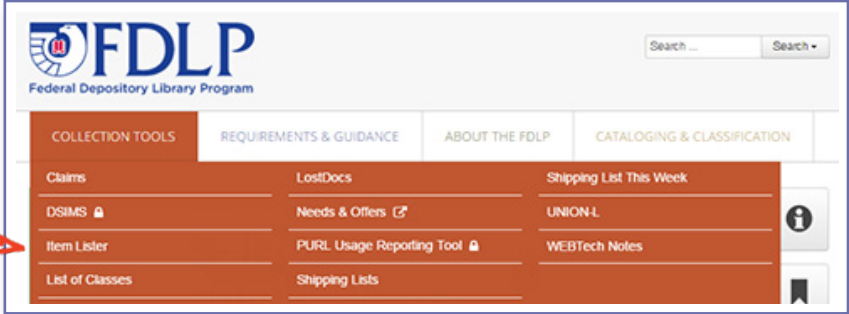 FDLP
Federal Depository Library Program
Search ...
Search
COLLECTION TOOLS
REQUIREMENTS & GUIDANCE
ABOUT THE FDLP
CATALOGING & CLASSIFICATION
Claims
LostDocs
Shipping List This Week
DSIMS
Needs & Offers
UNION-L
Item Lister
PURL Usage Reporting Tool
WEBTech Notes
List of Classes
Shipping Lists